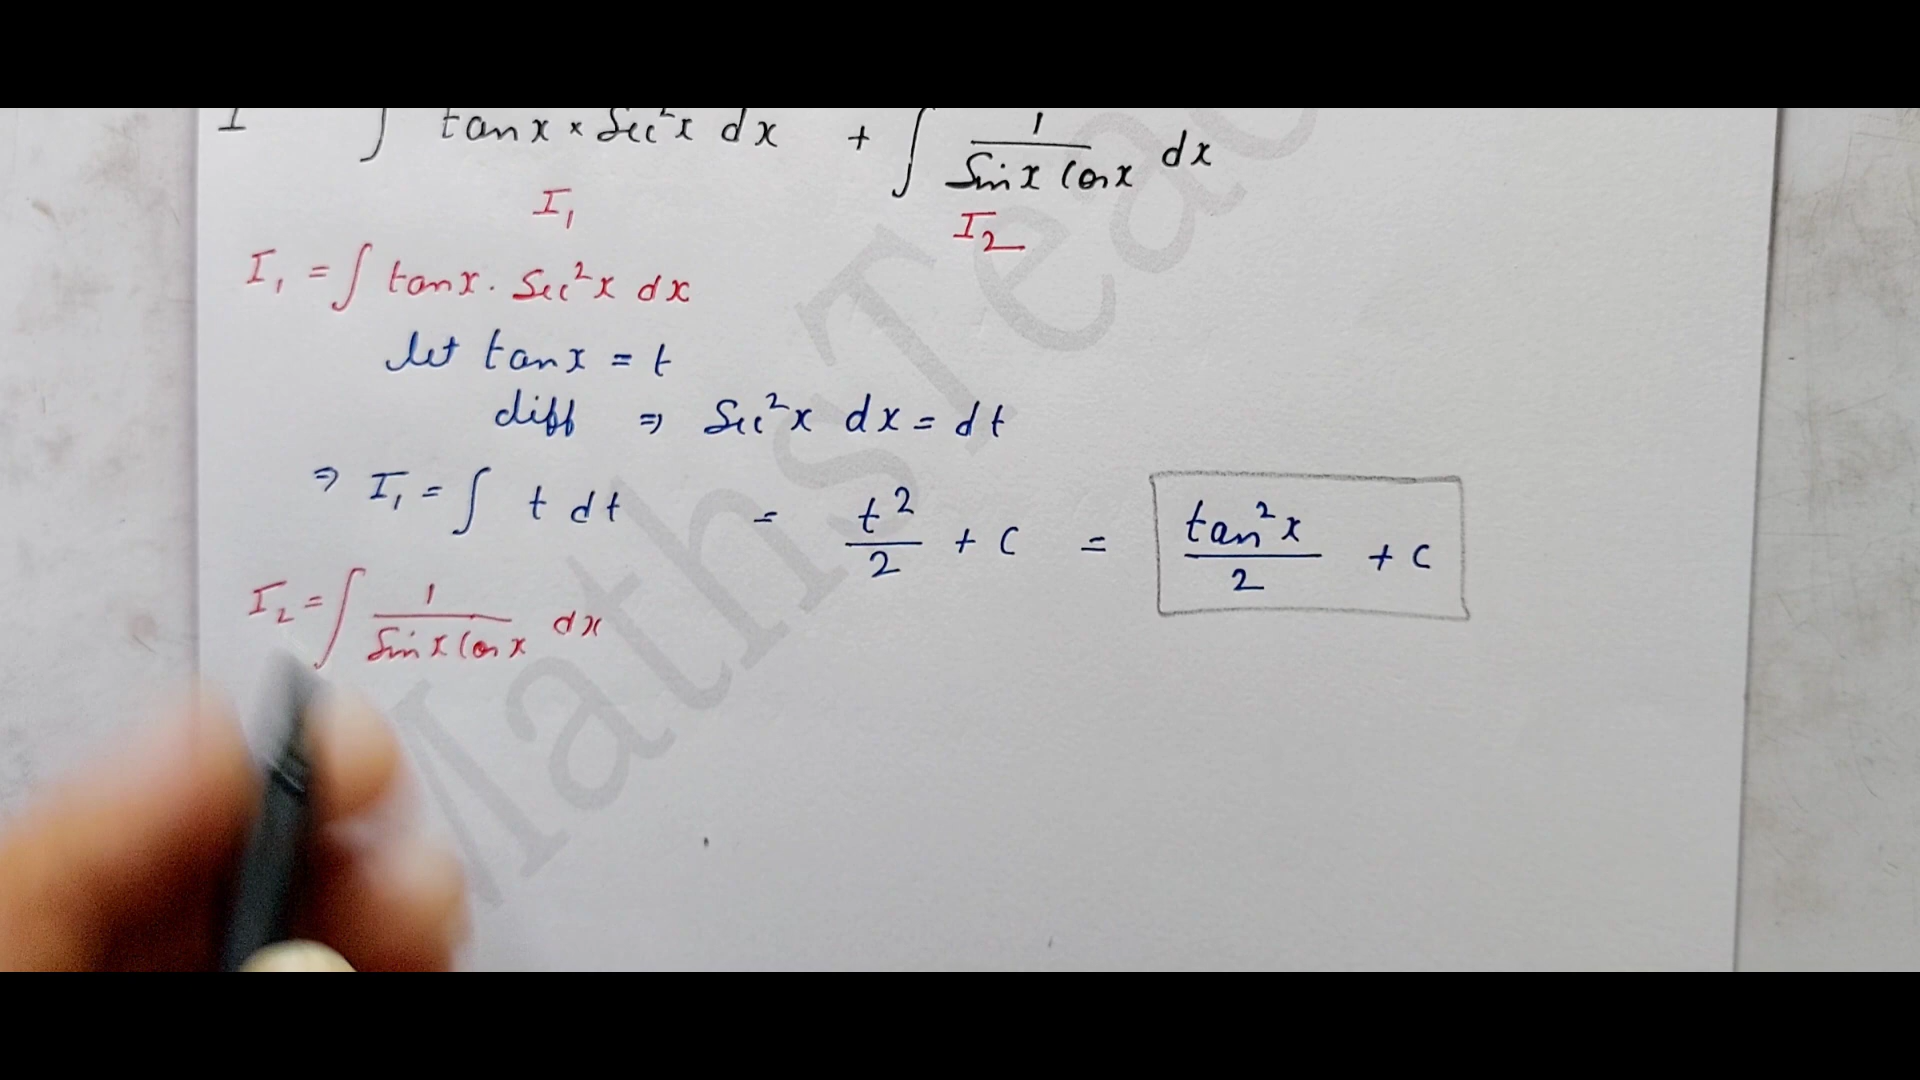 I ∫ tan x × Sec²x dx + ∫ 1/(Sin x Cos x) dx
I₁ I₂
I₁ = ∫ tan x . Sec²x dx
let tan x = t
diff ⇒ Sec²x dx = dt
⇒ I₁ = ∫ t dt = t²/2 + C = tan²x/2 + C
I₂ = ∫ 1/(Sin x Cos x) dx
MathsTeac